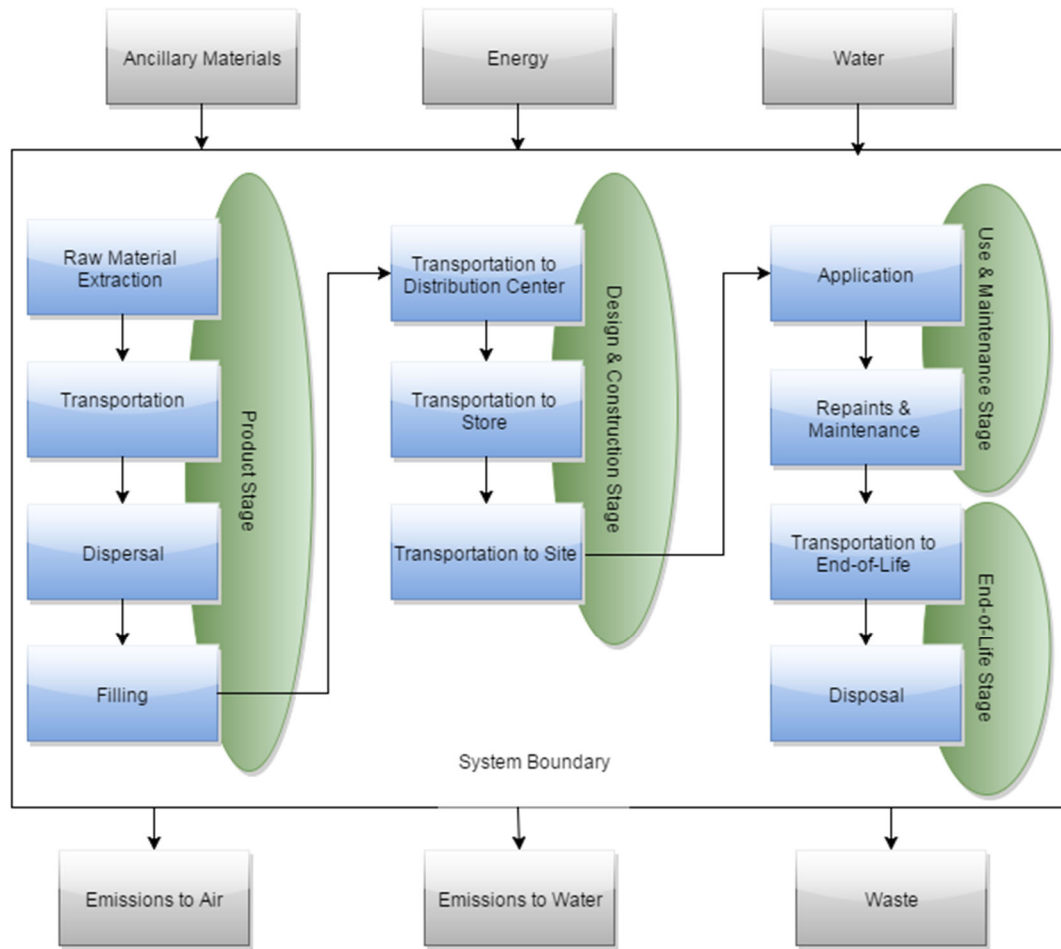 Ancillary Materials
Energy
Water
Raw Material
Extraction
Transportation
Dispersal
Filling
Product Stage
Transportation to
Distribution Center
Transportation to
Store
Transportation to Site
Design & Construction Stage
Application
Repaints &
Maintenance
Use & Maintenance Stage
Transportation to
End-of-Life
Disposal
End-of-Life Stage
System Boundary
Emissions to Air
Emissions to Water
Waste